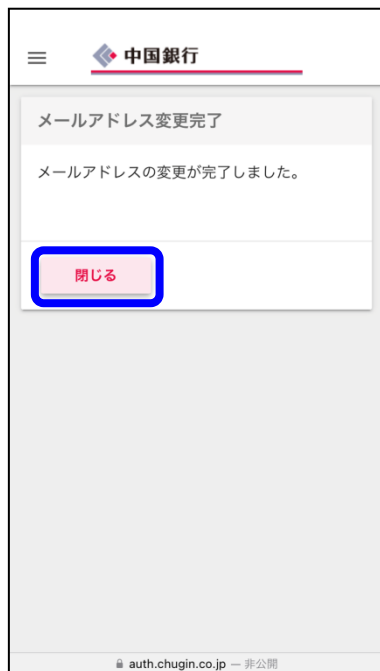 中国銀行
メールアドレス変更完了
メールアドレスの変更が完了しました。
閉じる
auth.chugin.co.jp — 非公開